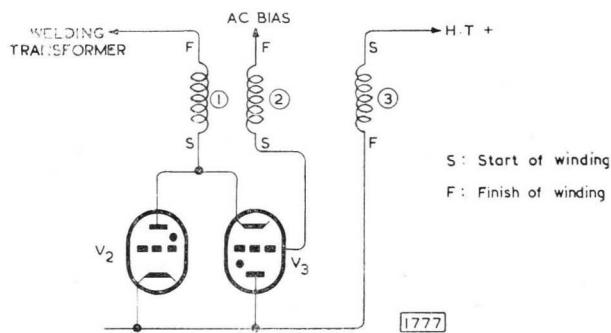 AC BIAS
WELDING
TRANSFORMER
F
F
S
H.T +
1
2
3
S
S
F
S: Start of winding
F: Finish of winding
V2
V3
1777